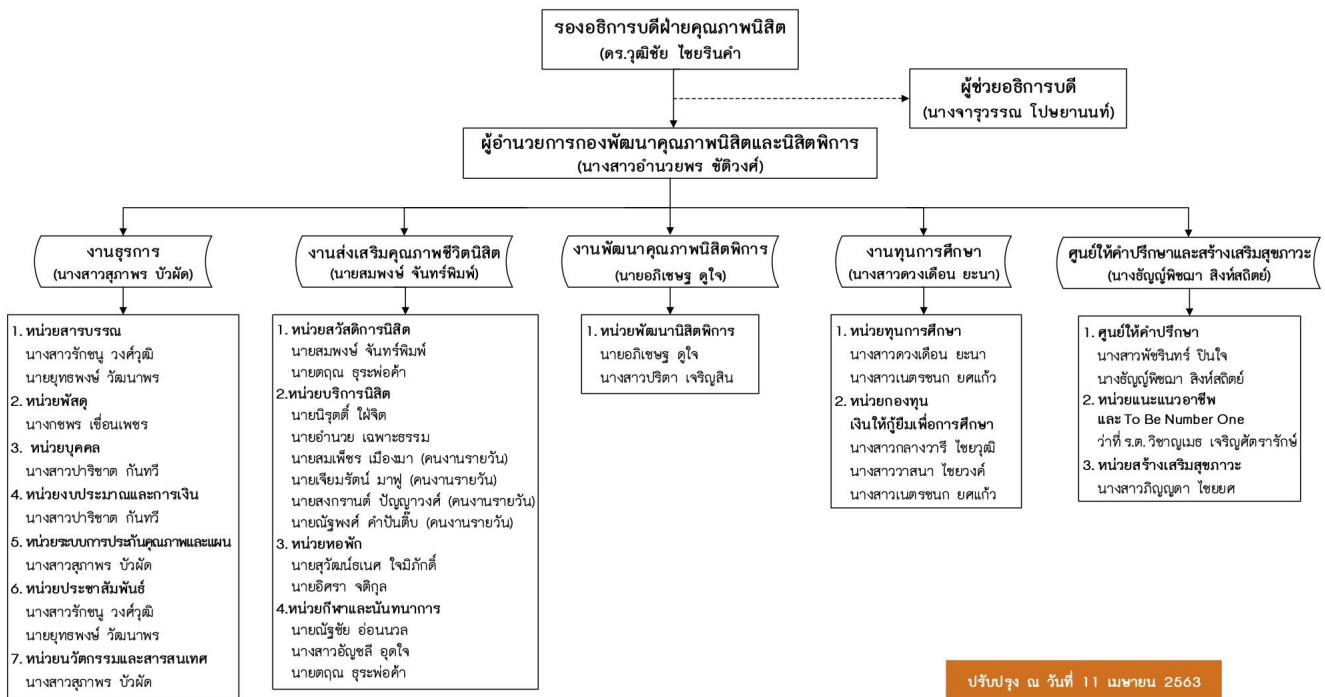 รองอธิการบดีฝ่ายคุณภาพนิสิต
(ดร.วุฒิชัย ไชยรินคำ)
ผู้ช่วยอธิการบดี
(นางจารุวรรณ โปษยานนท์)
ผู้อำนวยการกองพัฒนาคุณภาพนิสิตและนิสิตพิการ
(นางสาวอำนวยพร ชัติวงศ์)
งานธุรการ
(นางสาวสุภาพร บัวผัด)
1. หน่วยสารบรรณ
นางสาวรักชนู วงศ์วุฒิ
นายยุทธพงษ์ วัฒนาพร
2. หน่วยพัสดุ
นางกชพร เขื่อนเพชร
3. หน่วยบุคคล
นางสาวปาริชาต กันทวี
4. หน่วยงบประมาณและการเงิน
นางสาวปาริชาต กันทวี
5. หน่วยระบบการประกันคุณภาพและแผน
นางสาวสุภาพร บัวผัด
6. หน่วยประชาสัมพันธ์
นางสาวรักชนู วงศ์วุฒิ
นายยุทธพงษ์ วัฒนาพร
7. หน่วยนวัตกรรมและสารสนเทศ
นางสาวสุภาพร บัวผัด
งานส่งเสริมคุณภาพชีวิตนิสิต
(นายสมพงษ์ จันทร์พิมพ์)
1. หน่วยสวัสดิการนิสิต
นายสมพงษ์ จันทร์พิมพ์
นายตฤณ ธุระพ่อค้า
2.หน่วยบริการนิสิต
นายนิรุตติ์ ใฝ่จิต
นายอำนวย เฉพาะธรรม
นายสมเพ็ชร เมืองมา (คนงานรายวัน)
นายเจียมรัตน์ มาฟู (คนงานรายวัน)
นายสงกรานต์ ปัญญาวงศ์ (คนงานรายวัน)
นายณัฐพงศ์ คำปันติ๊บ (คนงานรายวัน)
3. หน่วยหอพัก
นายสุวัฒน์ธเนศ ใจมิภักดิ์
นายอิศรา จติกุล
4.หน่วยกีฬาและนันทนาการ
นายณัฐชัย อ่อนนวล
นางสาวอัญชลี อุดใจ
นายตฤณ ธุระพ่อค้า
งานพัฒนาคุณภาพนิสิตพิการ
(นายอภิเชษฐ ดูใจ)
1. หน่วยพัฒนานิสิตพิการ
นายอภิเชษฐ ดูใจ
นางสาวปริตา เจริญสิน
งานทุนการศึกษา
(นางสาวดวงเดือน ยะนา)
1. หน่วยทุนการศึกษา
นางสาวดวงเดือน ยะนา
นางสาวเนตรชนก ยศแก้ว
2. หน่วยกองทุน
เงินให้กู้ยืมเพื่อการศึกษา
นางสาวกลางวารี ไชยวุฒิ
นางสาววาสนา ไชยวงค์
นางสาวเนตรชนก ยศแก้ว
ศูนย์ให้คำปรึกษาและสร้างเสริมสุขภาวะ
(นางธัญญ์พิชฌา สิงห์สถิตย์)
1. ศูนย์ให้คำปรึกษา
นางสาวพัชรินทร์ ปินใจ
นางธัญญ์พิชฌา สิงห์สถิตย์
2. หน่วยแนะแนวอาชีพ
และ To Be Number One
ว่าที่ ร.ต. วิชาญเมธ เจริญศัตรารักษ์
3. หน่วยสร้างเสริมสุขภาวะ
นางสาวภิญญดา ไชยยศ
ปรับปรุง ณ วันที่ 11 เมษายน 2563